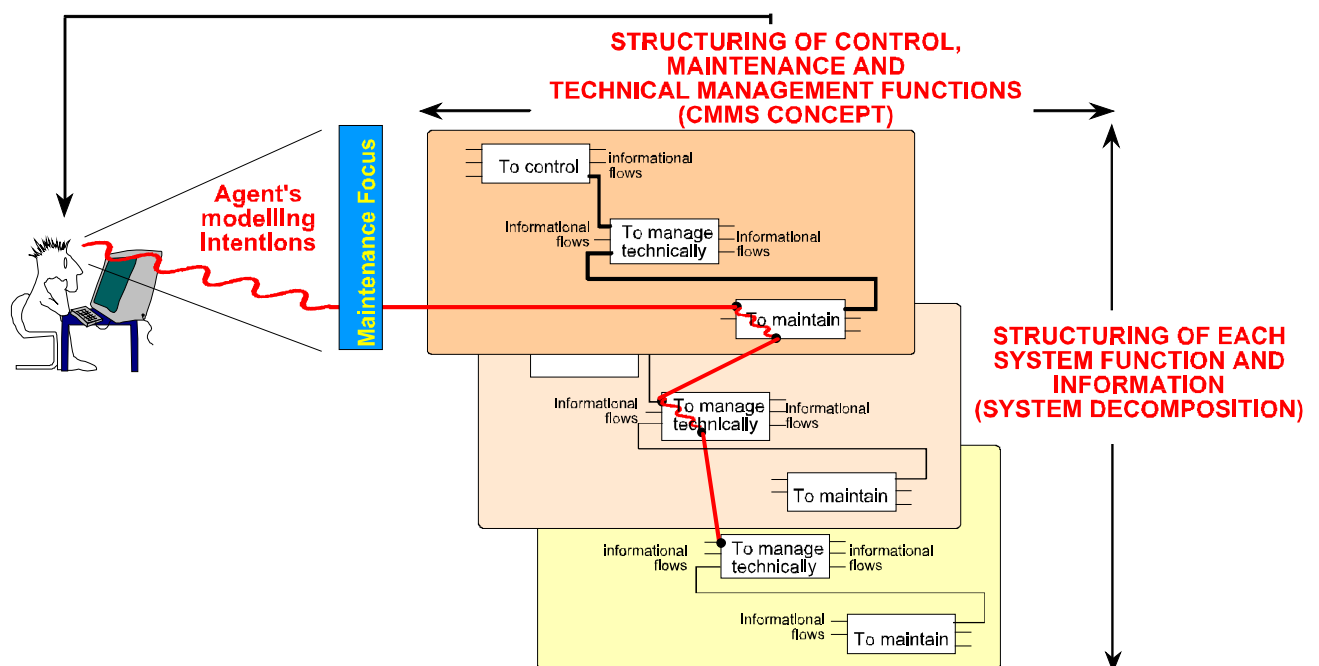 STRUCTURING OF CONTROL,
MAINTENANCE AND
TECHNICAL MANAGEMENT FUNCTIONS
(CMMS CONCEPT)
Agent's
modelling
Intentions
Maintenance Focus
To control
informational
flows
Informational
flows
To manage
technically
Informational
flows
To maintain
STRUCTURING OF EACH
SYSTEM FUNCTION AND
INFORMATION
(SYSTEM DECOMPOSITION)
Informational
flows
To manage
technically
Informational
flows
To maintain
informational
flows
To manage
technically
informational
flows
Informational
flows
To maintain